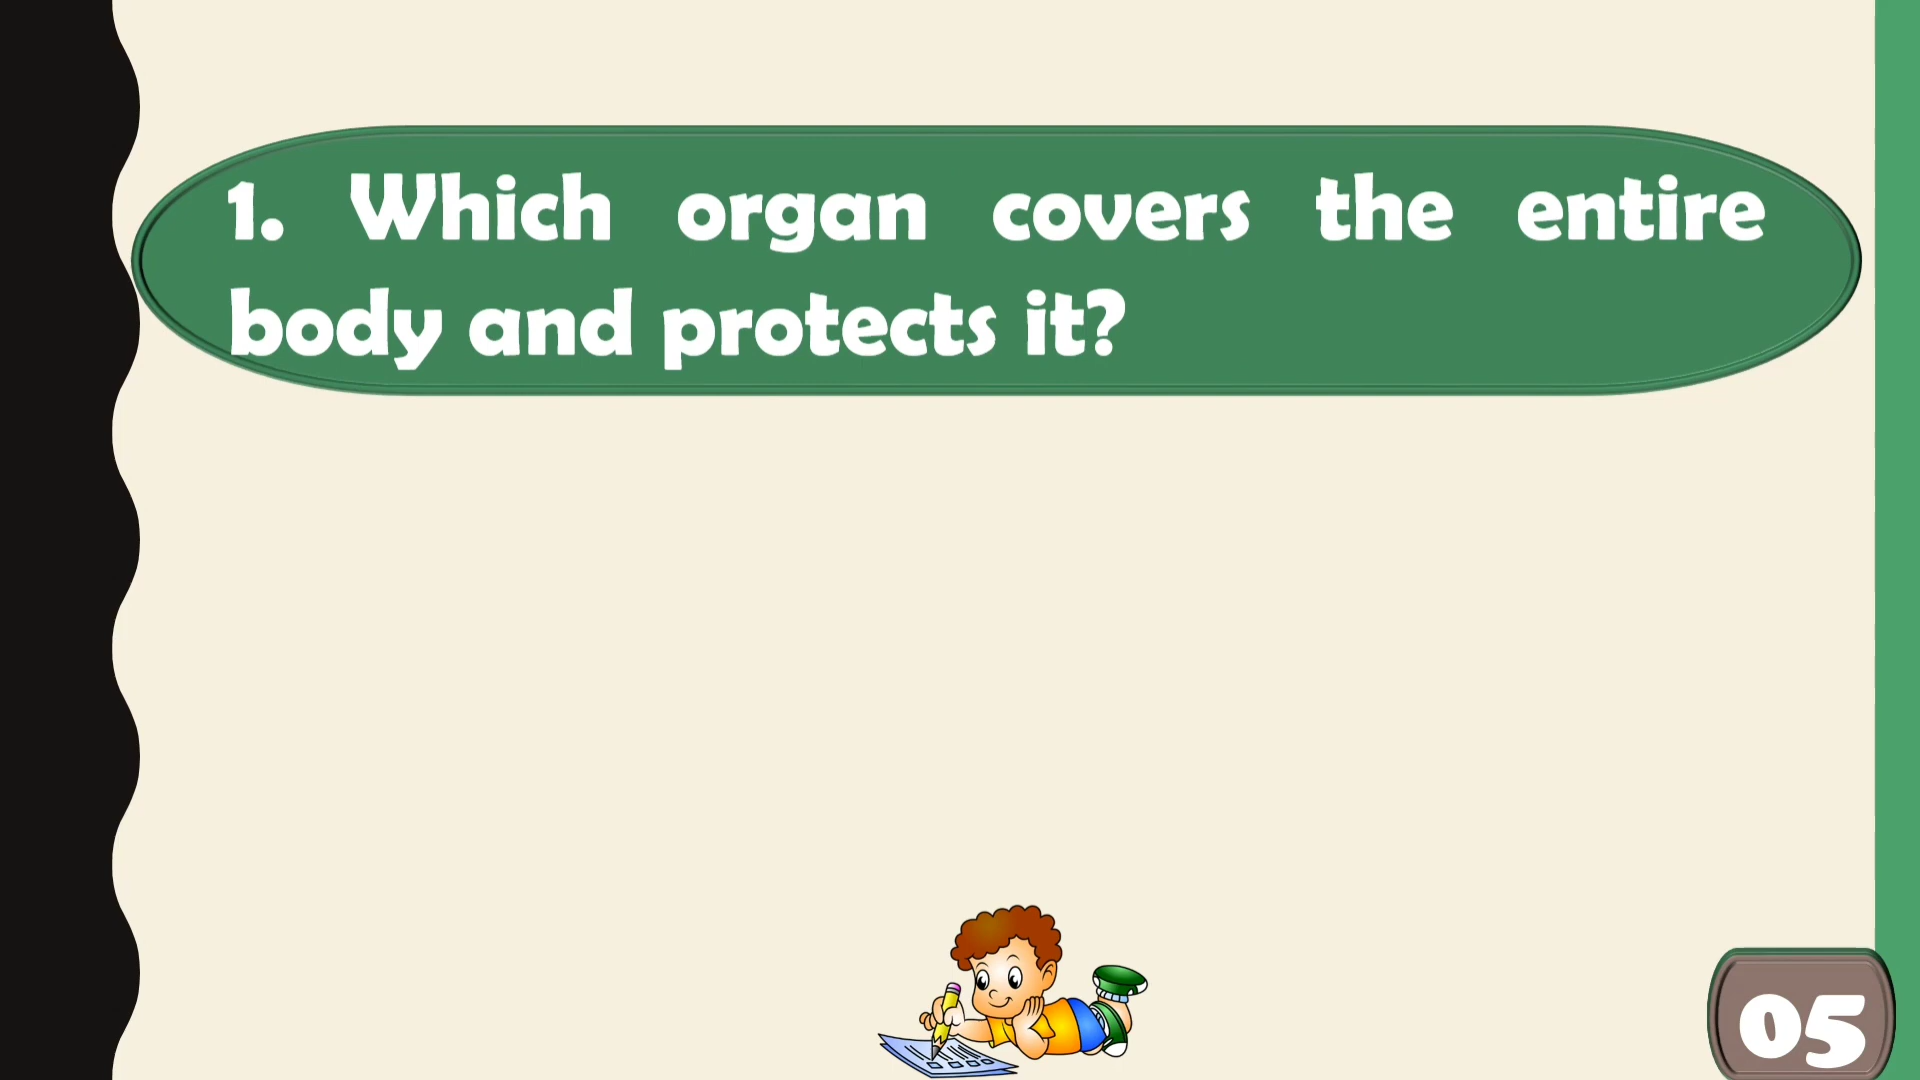 1. Which organ covers the entire
body and protects it?
05